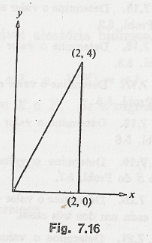 y
(2, 4)
x
(2, 0)
Fig. 7.16